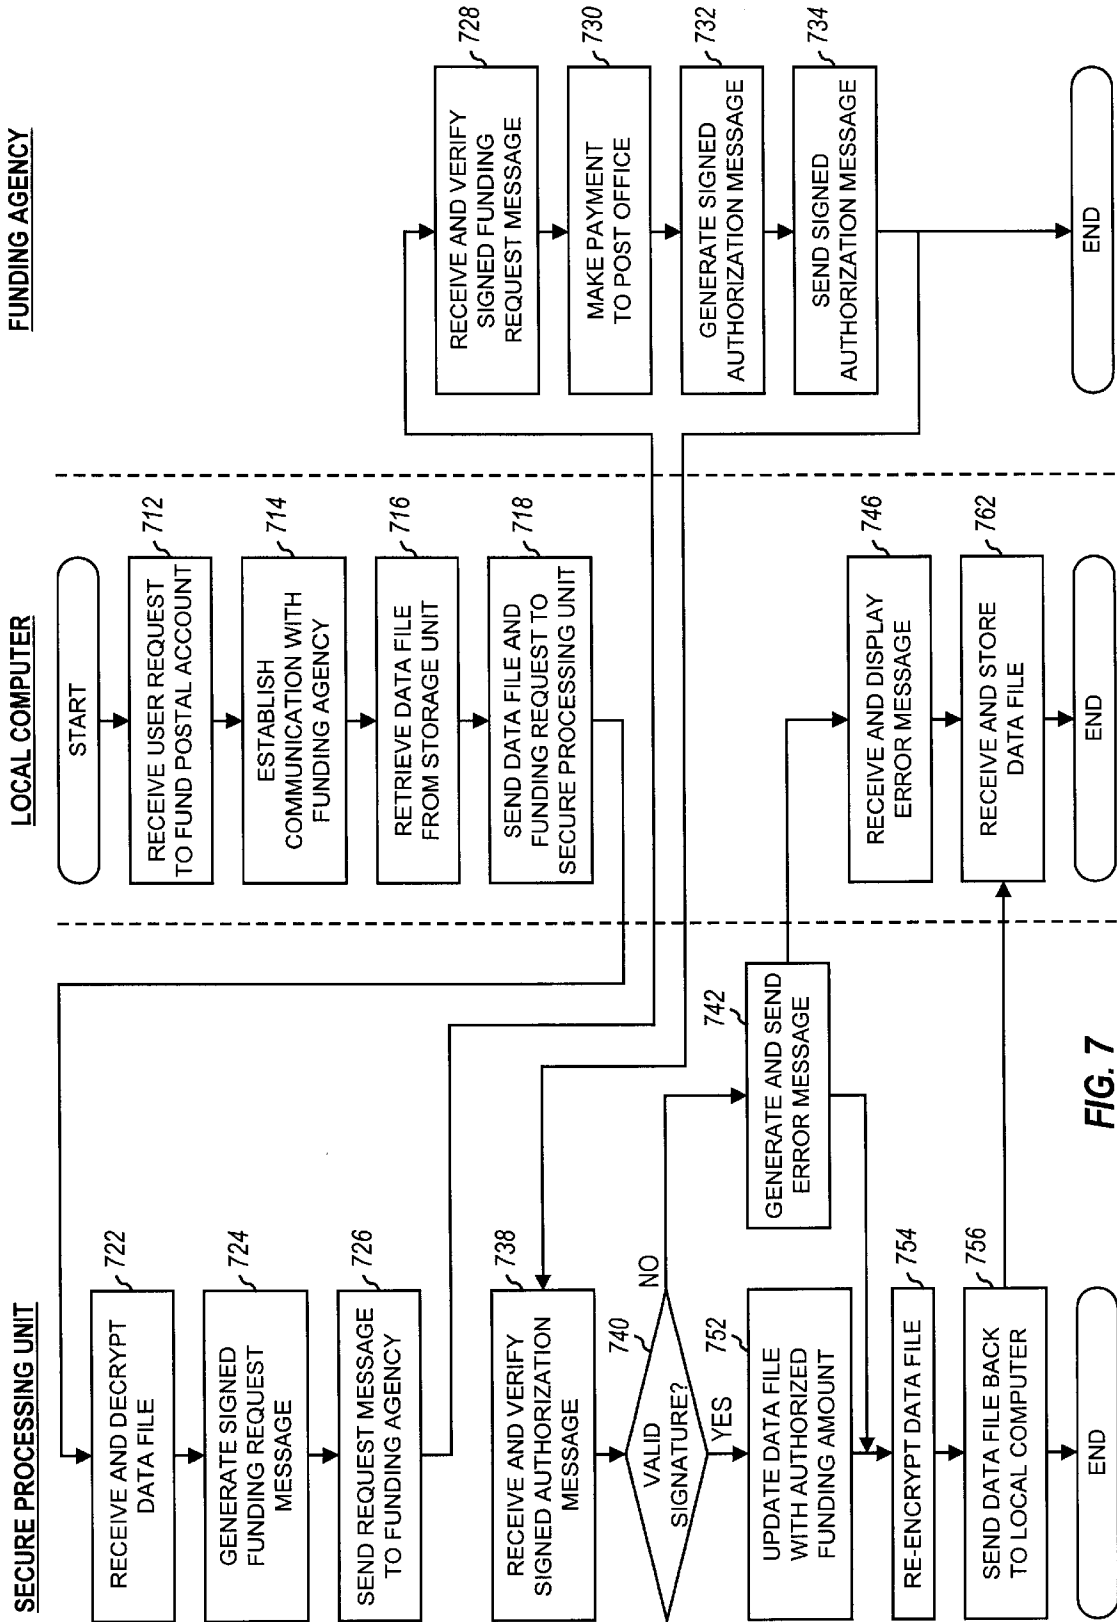 SECURE PROCESSING UNIT
LOCAL COMPUTER
FUNDING AGENCY
START
712
RECEIVE USER REQUEST
TO FUND POSTAL ACCOUNT
714
ESTABLISH
COMMUNICATION WITH
FUNDING AGENCY
716
RETRIEVE DATA FILE
FROM STORAGE UNIT
718
SEND DATA FILE AND
FUNDING REQUEST TO
SECURE PROCESSING UNIT
722
RECEIVE AND DECRYPT
DATA FILE
724
GENERATE SIGNED
FUNDING REQUEST
MESSAGE
726
SEND REQUEST MESSAGE
TO FUNDING AGENCY
728
RECEIVE AND VERIFY
SIGNED FUNDING
REQUEST MESSAGE
730
MAKE PAYMENT
TO POST OFFICE
732
GENERATE SIGNED
AUTHORIZATION MESSAGE
734
SEND SIGNED
AUTHORIZATION MESSAGE
END
738
RECEIVE AND VERIFY
SIGNED AUTHORIZATION
MESSAGE
740
VALID
SIGNATURE?
NO
YES
742
GENERATE AND SEND
ERROR MESSAGE
746
RECEIVE AND DISPLAY
ERROR MESSAGE
752
UPDATE DATA FILE
WITH AUTHORIZED
FUNDING AMOUNT
754
RE-ENCRYPT DATA FILE
756
SEND DATA FILE BACK
TO LOCAL COMPUTER
END
762
RECEIVE AND STORE
DATA FILE
END
FIG. 7